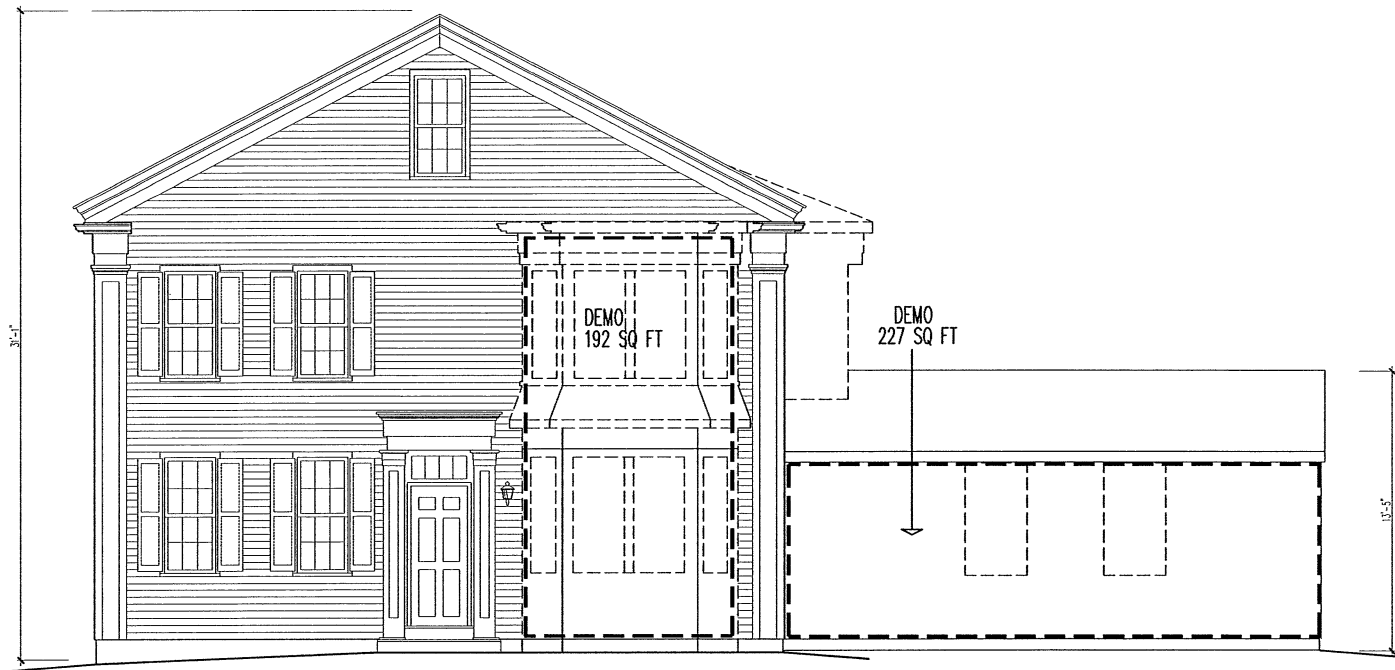 31'-1"
DEMO
192 SQ FT
DEMO
227 SQ FT
13'-5"